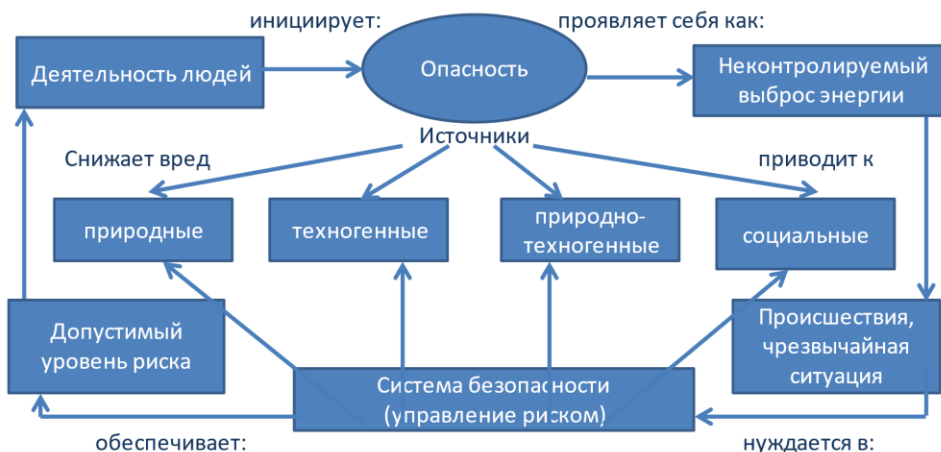 инициирует:
проявляет себя как:
Деятельность людей
Опасность
Неконтролируемый
выброс энергии
Источники
Снижает вред
приводит к
природные
техногенные
природно-
техногенные
социальные
Допустимый
уровень риска
Происшествия,
чрезвычайная
ситуация
Система безопасности
(управление риском)
обеспечивает:
нуждается в: